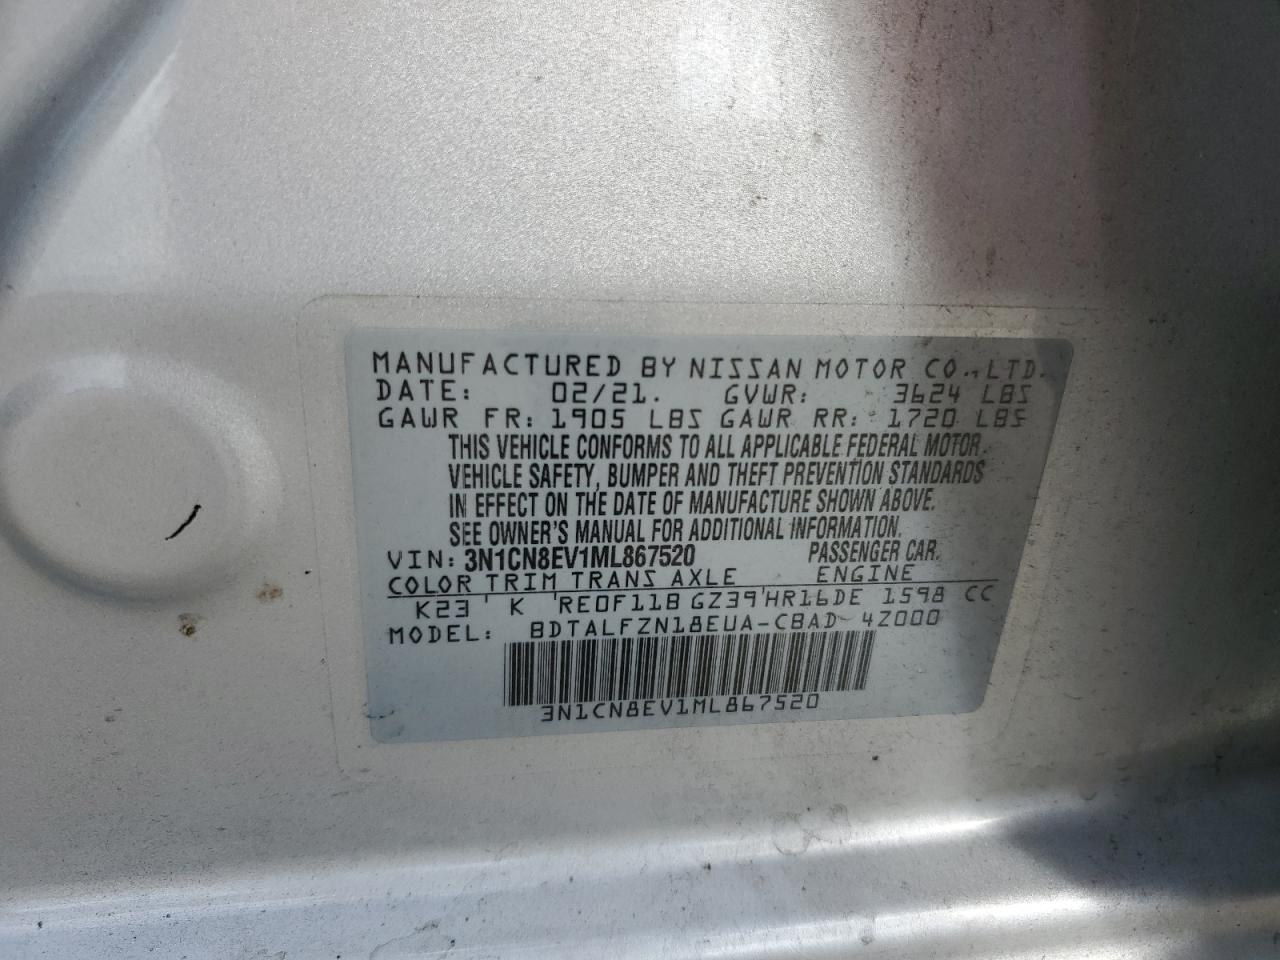 MANUFACTURED BY NISSAN MOTOR CO.,LTD.
DATE: 02/21. GVWR: 3624 LBS
GAWR FR: 1905 LBS GAWR RR: 1720 LBS
THIS VEHICLE CONFORMS TO ALL APPLICABLE FEDERAL MOTOR
VEHICLE SAFETY, BUMPER AND THEFT PREVENTION STANDARDS
IN EFFECT ON THE DATE OF MANUFACTURE SHOWN ABOVE.
SEE OWNER'S MANUAL FOR ADDITIONAL INFORMATION.
VIN: 3N1CN8EV1ML867520 PASSENGER CAR.
COLOR TRIM TRANS AXLE ENGINE
K23 ' K 'RE0F11B GZ39'HR16DE 1598 CC
MODEL: BDTALFZN18EUA-CBAD- 4Z000
3N1CN8EV1ML867520